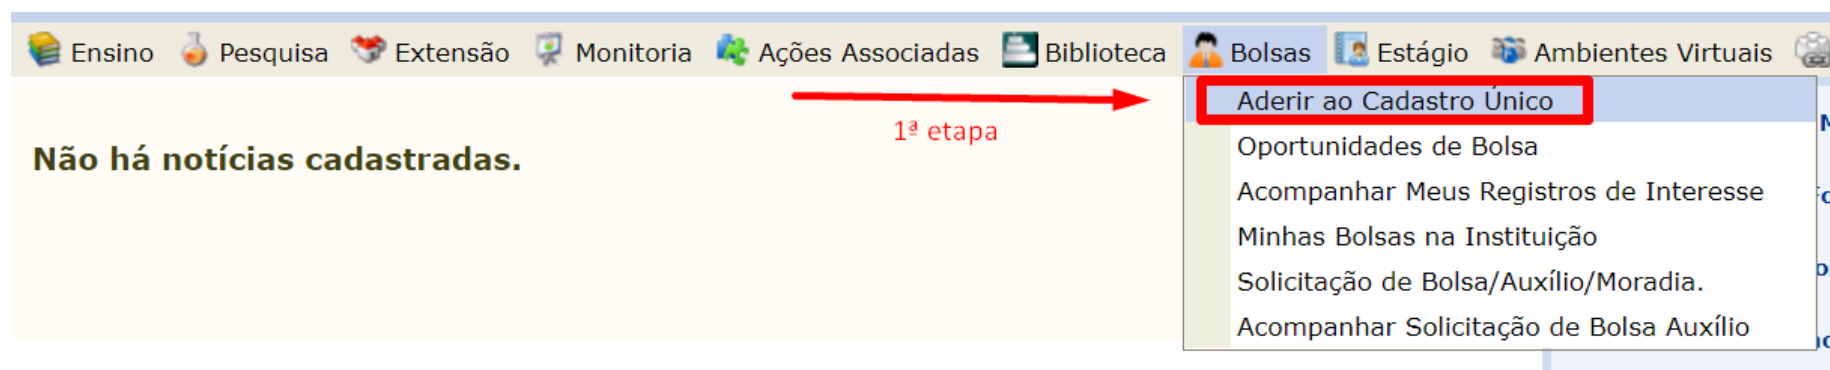 Ensino Pesquisa Extensão Monitoria Ações Associadas Biblioteca Bolsas Estágio Ambientes Virtuais
Aderir ao Cadastro Único
1ª etapa
Não há notícias cadastradas.
Oportunidades de Bolsa
Acompanhar Meus Registros de Interesse
Minhas Bolsas na Instituição
Solicitação de Bolsa/Auxílio/Moradia.
Acompanhar Solicitação de Bolsa Auxílio